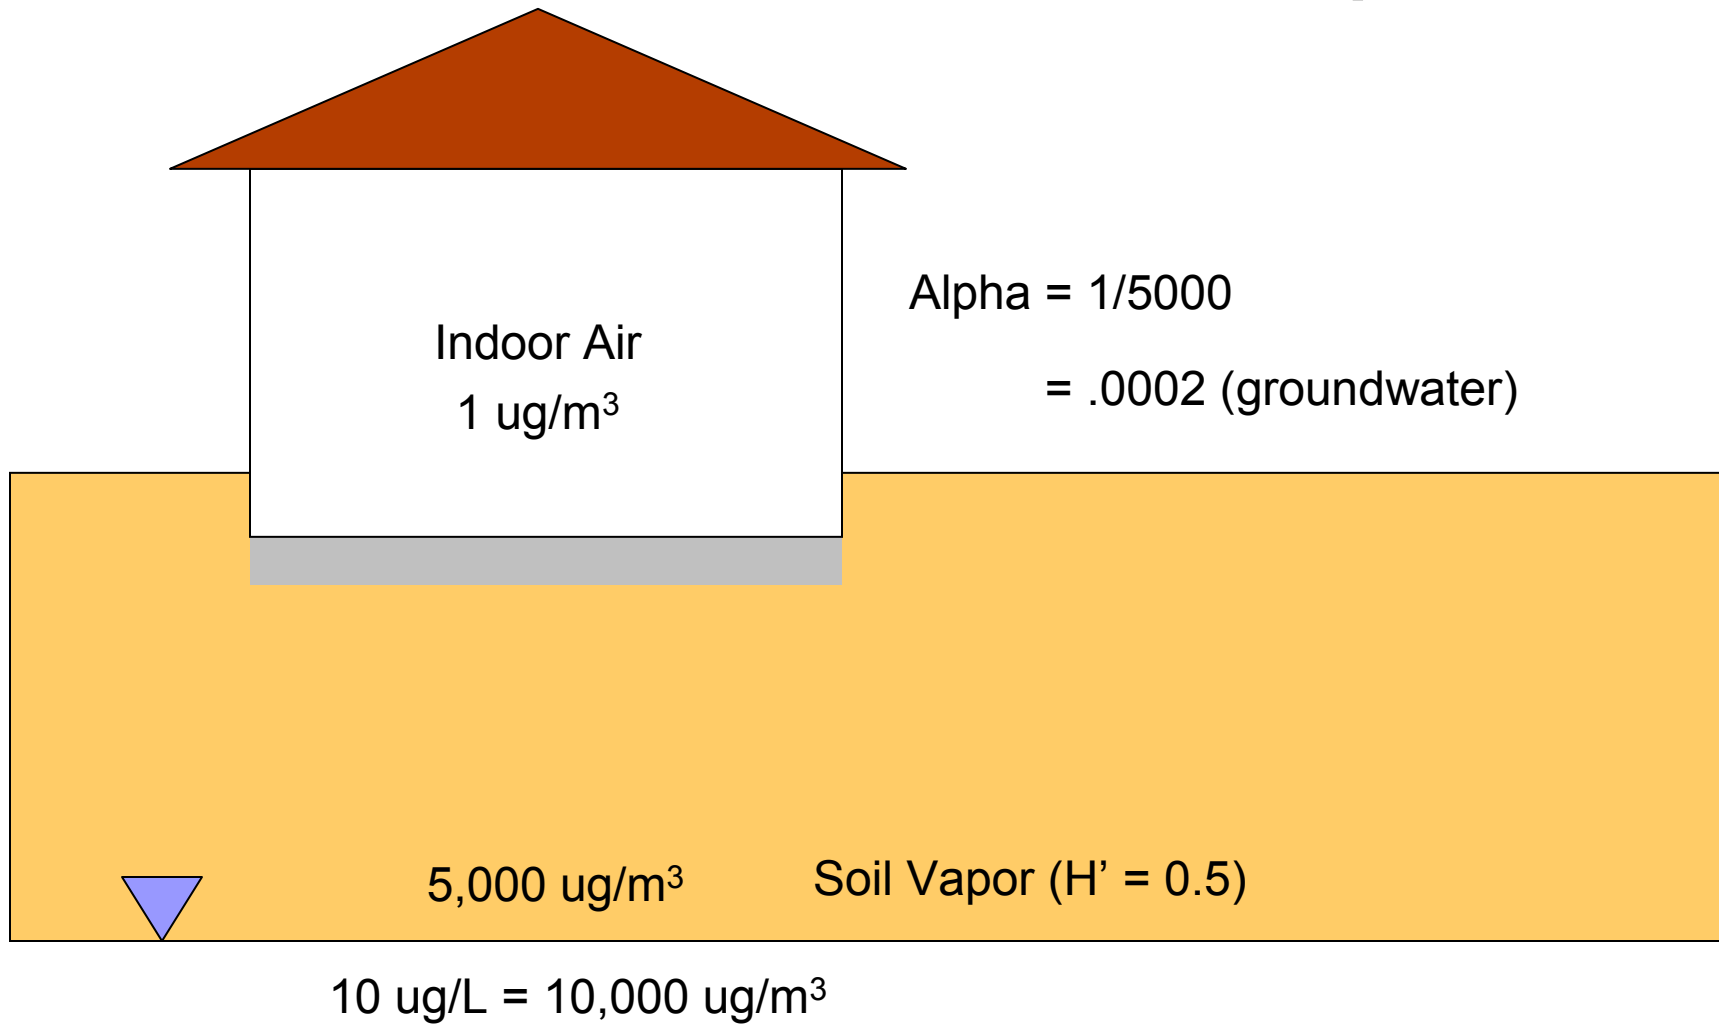 Alpha = 1/5000
= .0002 (groundwater)
Indoor Air
1 ug/m³
5,000 ug/m³
Soil Vapor (H’ = 0.5)
10 ug/L = 10,000 ug/m³